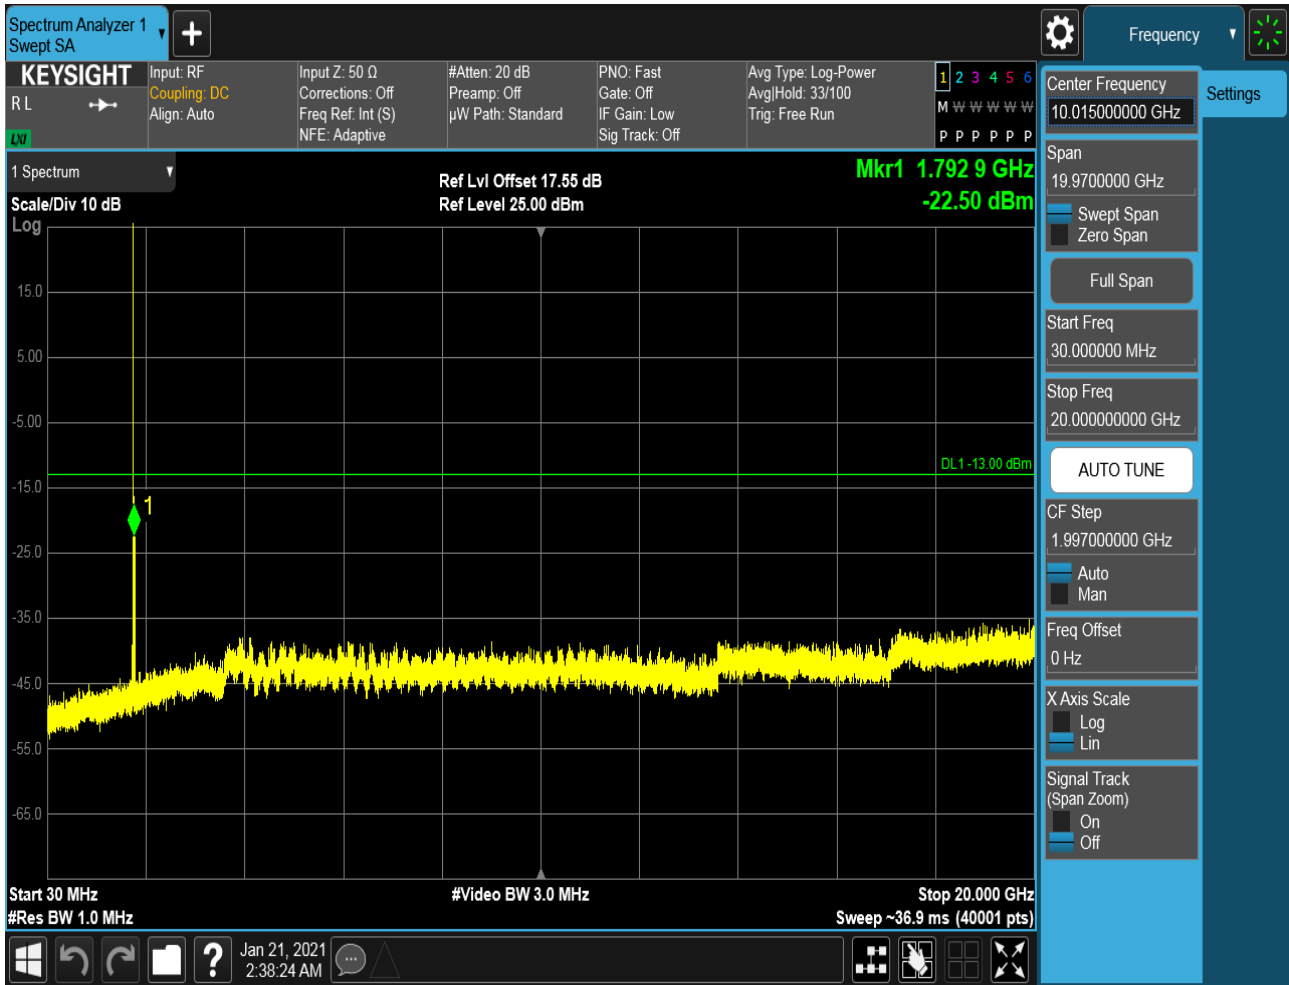 Spectrum Analyzer 1
Swept SA
+
Frequency
KEYSIGHT
R L
LXI
Input: RF
Coupling: DC
Align: Auto
Input Z: 50 Ω
Corrections: Off
Freq Ref: Int (S)
NFE: Adaptive
#Atten: 20 dB
Preamp: Off
µW Path: Standard
PNO: Fast
Gate: Off
IF Gain: Low
Sig Track: Off
Avg Type: Log-Power
Avg|Hold: 33/100
Trig: Free Run
1 2 3 4 5 6
M W W W W W
P P P P P P
1 Spectrum
Scale/Div 10 dB
Log
Ref Lvl Offset 17.55 dB
Ref Level 25.00 dBm
Mkr1 1.792 9 GHz
-22.50 dBm
15.0
5.00
-5.00
DL1 -13.00 dBm
-15.0
1
-25.0
-35.0
-45.0
-55.0
-65.0
Start 30 MHz
#Res BW 1.0 MHz
#Video BW 3.0 MHz
Stop 20.000 GHz
Sweep ~36.9 ms (40001 pts)
Jan 21, 2021
2:38:24 AM
?
Center Frequency
10.015000000 GHz
Settings
Span
19.9700000 GHz
Swept Span
Zero Span
Full Span
Start Freq
30.000000 MHz
Stop Freq
20.000000000 GHz
AUTO TUNE
CF Step
1.997000000 GHz
Auto
Man
Freq Offset
0 Hz
X Axis Scale
Log
Lin
Signal Track
(Span Zoom)
On
Off